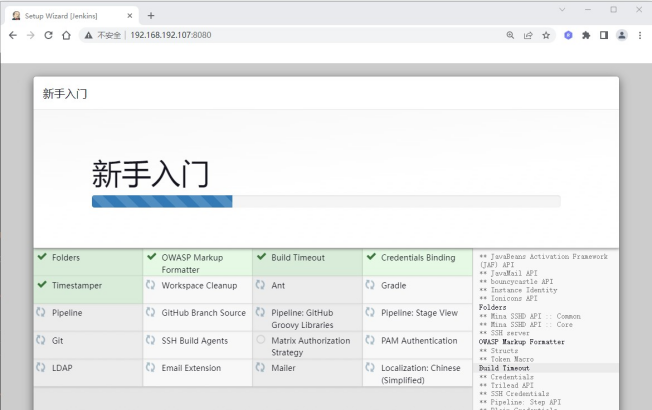 Setup Wizard [Jenkins]
不安全 192.168.192.107:8080
新手入门
新手入门
Folders
OWASP Markup
Formatter
Build Timeout
Credentials Binding
Timestamper
Workspace Cleanup
Ant
Gradle
Pipeline
GitHub Branch Source
Pipeline: GitHub
Groovy Libraries
Pipeline: Stage View
Git
SSH Build Agents
Matrix Authorization
Strategy
PAM Authentication
LDAP
Email Extension
Mailer
Localization: Chinese
(Simplified)
** JavaBeans Activation Framework
(JAF) API
** JavaMail API
** bouncycastle API
** Instance Identity
** Ionicons API
Folders
** Mina SSHD API :: Common
** Mina SSHD API :: Core
** SSH server
OWASP Markup Formatter
** Structs
** Token Macro
Build Timeout
** Credentials
** Trilead API
** SSH Credentials
** Pipeline: Step API
** Plain Credentials